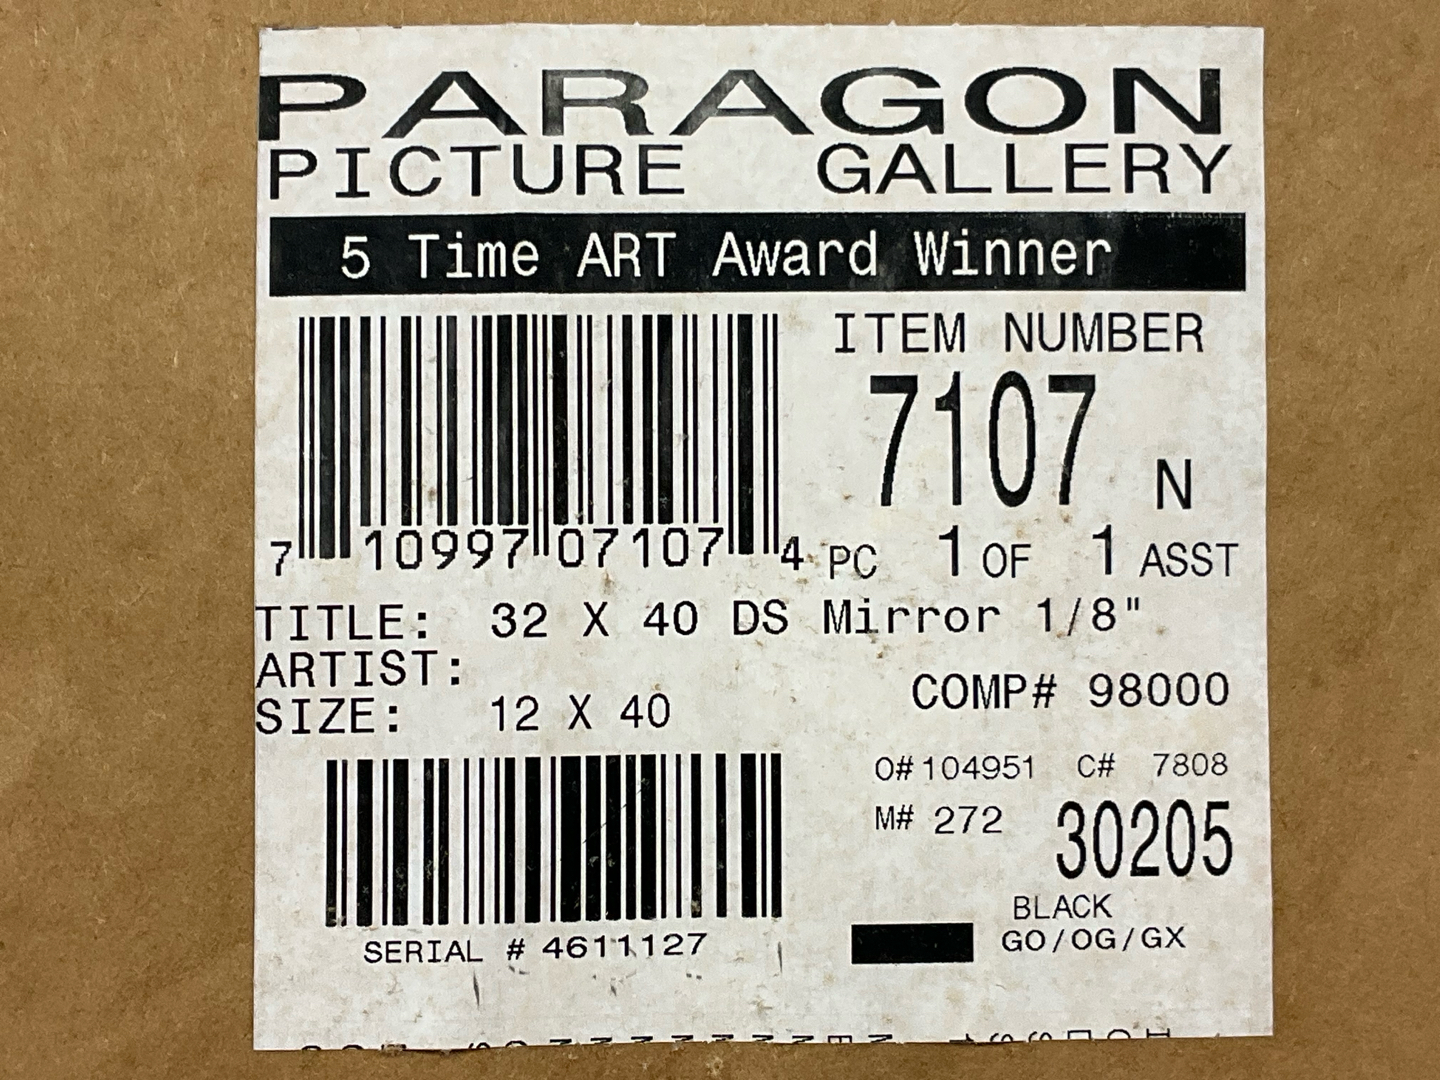 PARAGON
PICTURE GALLERY
5 Time ART Award Winner
ITEM NUMBER
7107 N
7 10997 07107 4
PC 1 OF 1 ASST
TITLE: 32 X 40 DS Mirror 1/8"
ARTIST:
COMP# 98000
SIZE: 12 X 40
O# 104951 C# 7808
M# 272
30205
BLACK
GO/OG/GX
SERIAL # 4611127